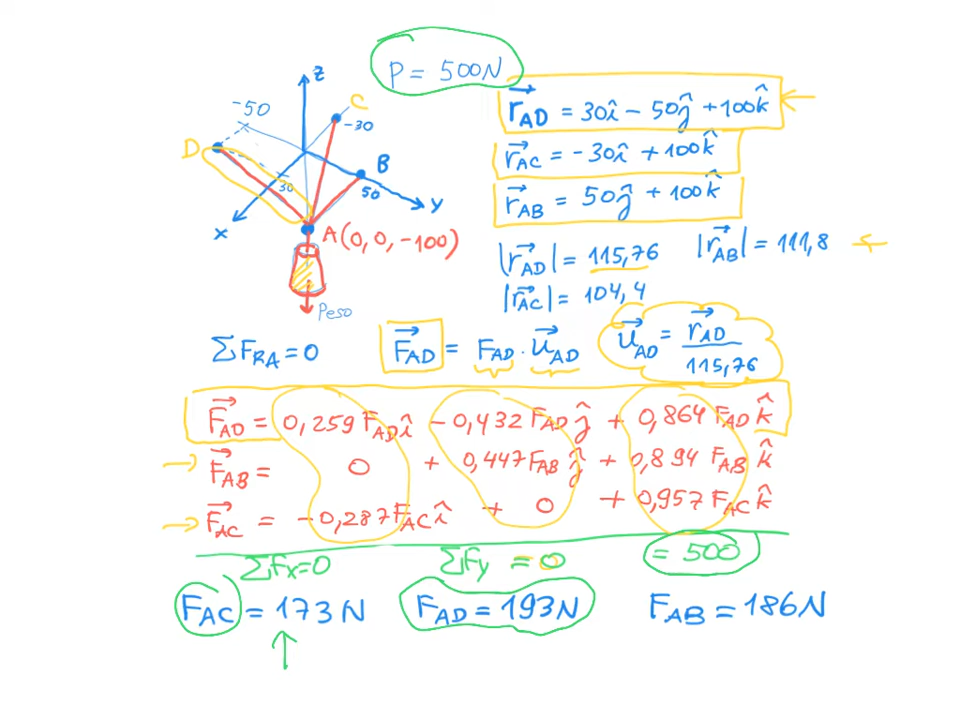 P = 500N
Z
-50
C
-30
D
B
30
50
Y
X
A(0, 0, -100)
Peso
r⃗AD = 30î - 50ĵ + 100k̂
r⃗AC = -30î + 100k̂
r⃗AB = 50ĵ + 100k̂
|r⃗AD| = 115,76 |r⃗AB| = 111,8
|r⃗AC| = 104,4
ΣFRA = 0 F⃗AD = FAD · u⃗AD u⃗AD = r⃗AD / 115,76
F⃗AD = 0,259 FAD î - 0,432 FAD ĵ + 0,864 FAD k̂
F⃗AB = 0 + 0,447 FAB ĵ + 0,894 FAB k̂
F⃗AC = -0,287 FAC î + 0 + 0,957 FAC k̂
ΣFx = 0 ΣFy = 0 = 500
FAC = 173 N FAD = 193N FAB = 186N